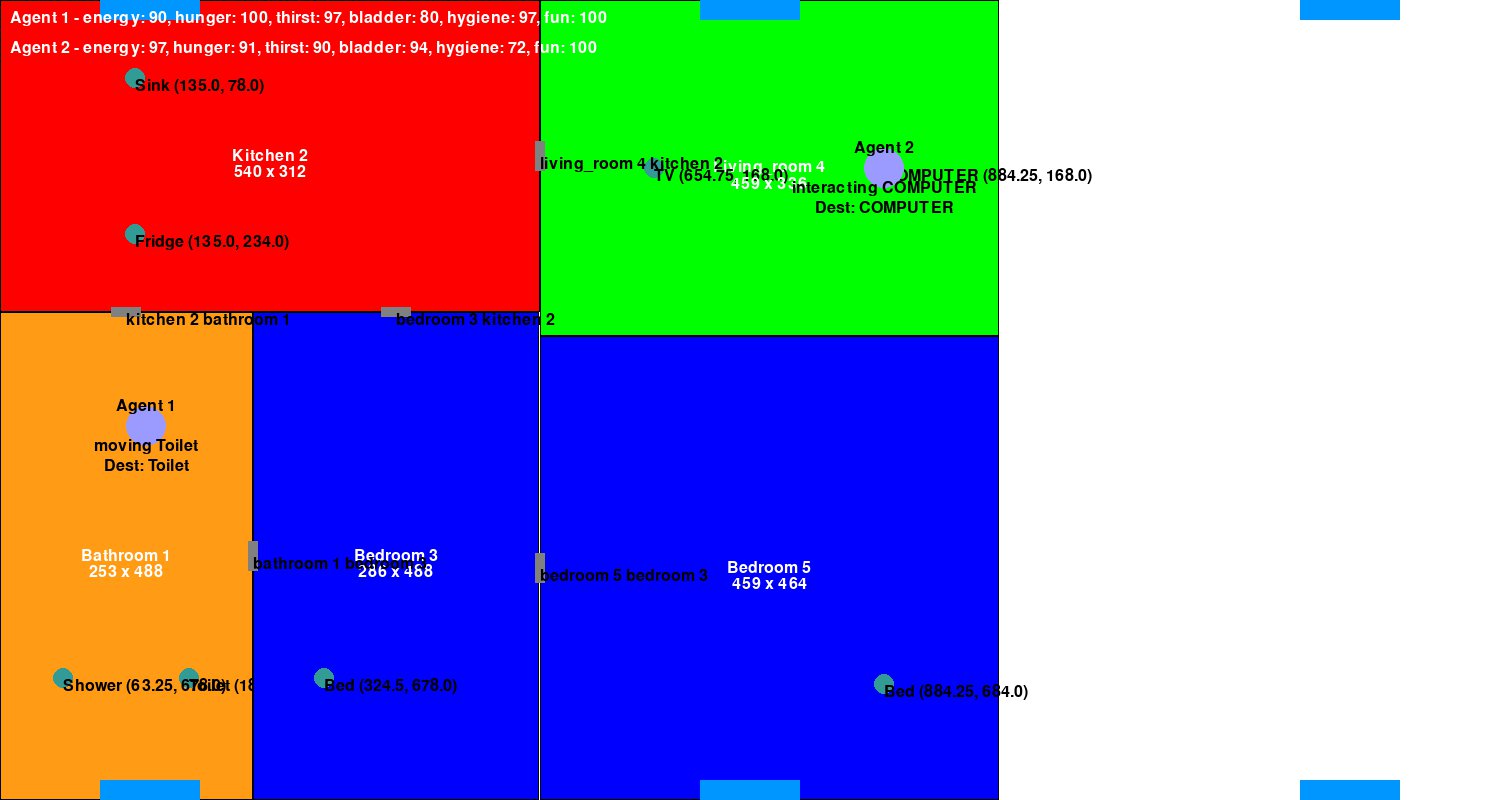 Agent 1 - energy: 90, hunger: 100, thirst: 97, bladder: 80, hygiene: 97, fun: 100
Agent 2 - energy: 97, hunger: 91, thirst: 90, bladder: 94, hygiene: 72, fun: 100
Sink (135.0, 78.0)
Kitchen 2
540 x 312
living_room 4 kitchen 2
TV (654.75, 168.0)
living_room 4
459 x 336
Agent 2
COMPUTER (884.25, 168.0)
interacting COMPUTER
Dest: COMPUTER
Fridge (135.0, 234.0)
kitchen 2 bathroom 1
bedroom 3 kitchen 2
Agent 1
moving Toilet
Dest: Toilet
Bathroom 1
253 x 488
bathroom 1 bedroom 3
Bedroom 3
286 x 488
bedroom 5 bedroom 3
Bedroom 5
459 x 464
Shower (63.25, 678.0)
Toilet (18
Bed (324.5, 678.0)
Bed (884.25, 684.0)